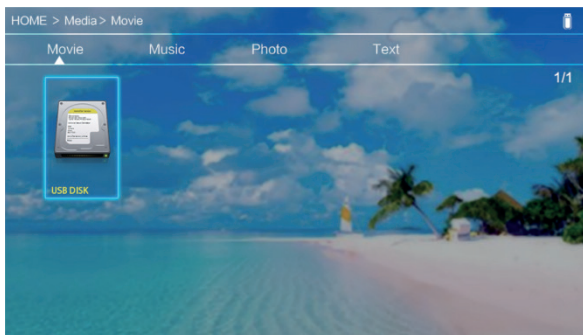 HOME > Media > Movie
Movie Music Photo Text
1/1
USB DISK